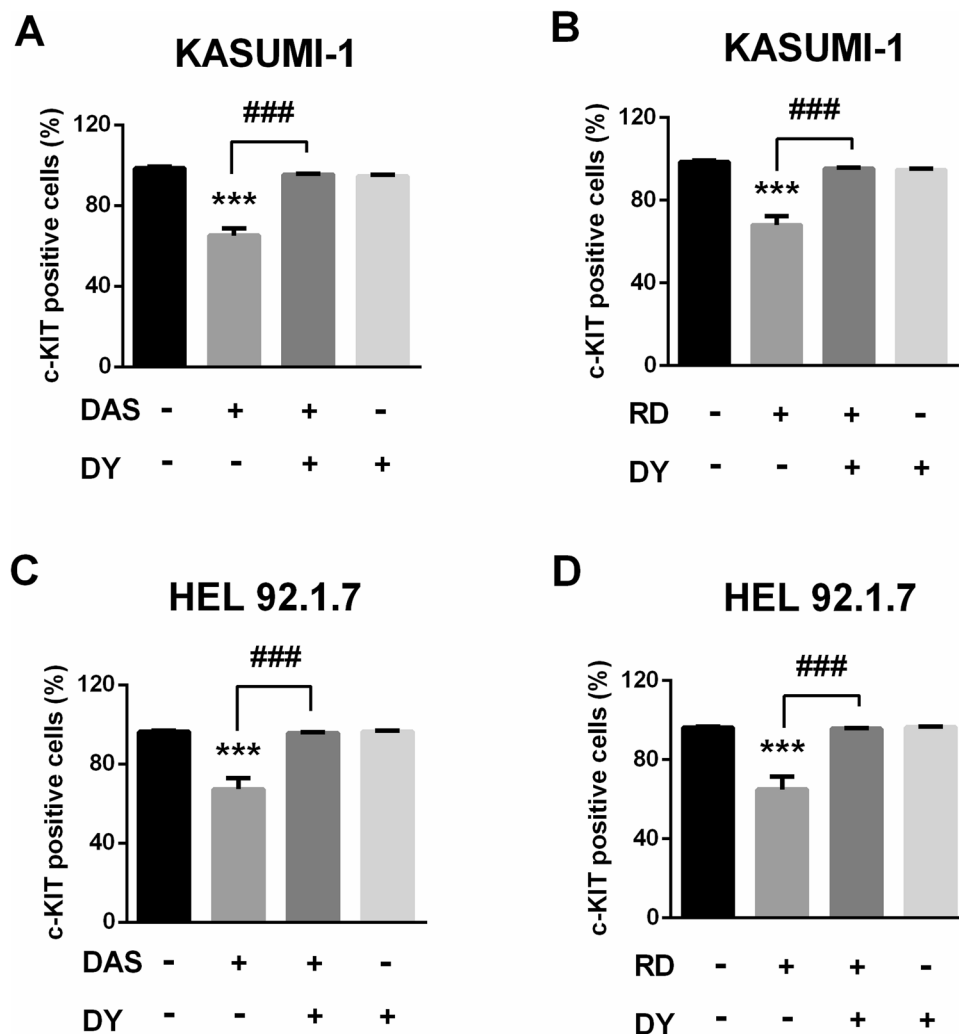 A
KASUMI-1
###
***
c-KIT positive cells (%)
120
80
40
0
DAS - + + -
DY - - + +
B
KASUMI-1
###
***
c-KIT positive cells (%)
120
80
40
0
RD - + + -
DY - - + +
C
HEL 92.1.7
###
***
c-KIT positive cells (%)
120
80
40
0
DAS - + + -
DY - - + +
D
HEL 92.1.7
###
***
c-KIT positive cells (%)
120
80
40
0
RD - + + -
DY - - + +